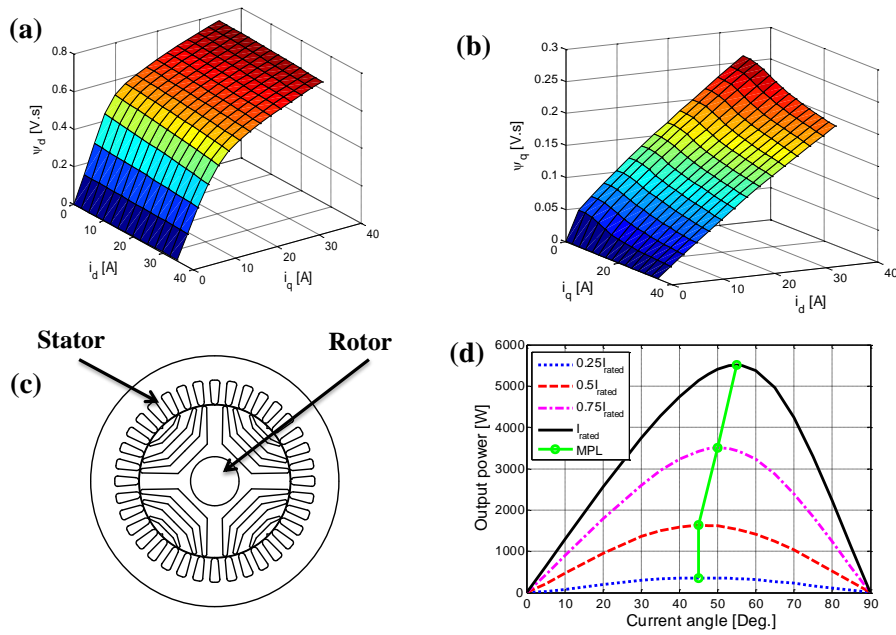 (a)
0.8
0.6
0.4
0.2
0
ψd [V.s]
0
10
20
30
40
id [A]
0
10
20
30
40
iq [A]
(b)
0.3
0.25
0.2
0.15
0.1
0.05
0
ψq [V.s]
0
20
40
iq [A]
0
10
20
30
40
id [A]
Stator
Rotor
(c)
(d)
6000
5000
4000
3000
2000
1000
0
Output power [W]
0.25Irated
0.5Irated
0.75Irated
Irated
MPL
0 10 20 30 40 50 60 70 80 90
Current angle [Deg.]